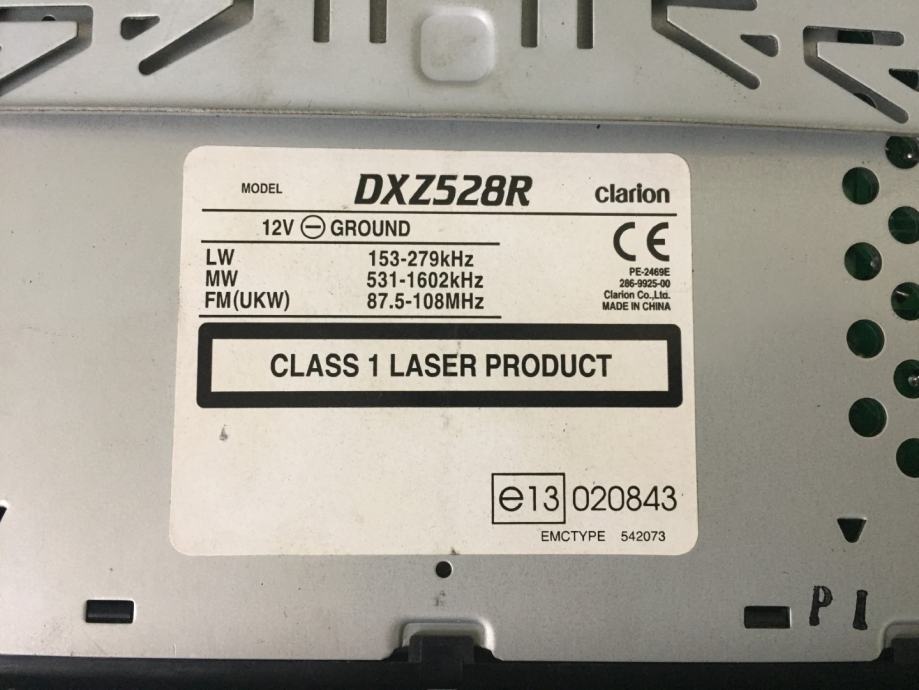 MODEL DXZ528R clarion
12V ⊖ GROUND
LW 153-279kHz
MW 531-1602kHz
FM(UKW) 87.5-108MHz
CE
PE-2469E
286-9925-00
Clarion Co.,Ltd.
MADE IN CHINA
CLASS 1 LASER PRODUCT
e13 020843
EMCTYPE 542073
P1